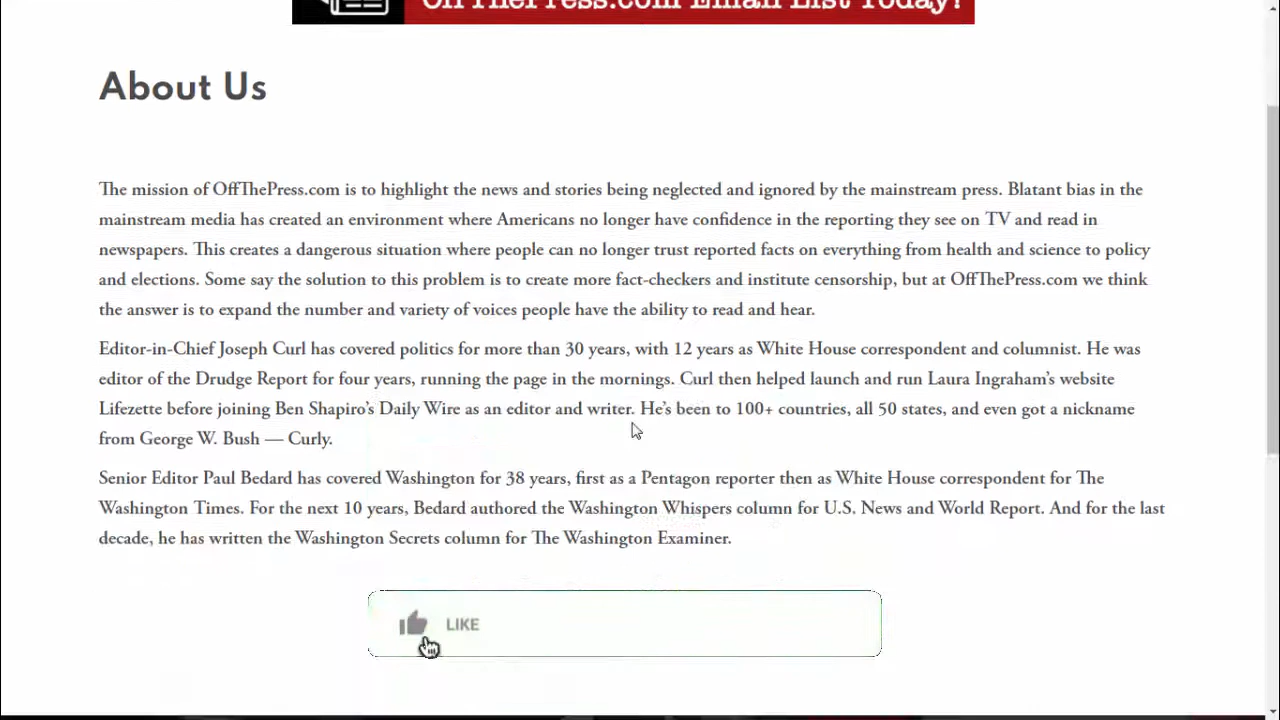 OffThePress.com Email List Today!
About Us
The mission of OffThePress.com is to highlight the news and stories being neglected and ignored by the mainstream press. Blatant bias in the
mainstream media has created an environment where Americans no longer have confidence in the reporting they see on TV and read in
newspapers. This creates a dangerous situation where people can no longer trust reported facts on everything from health and science to policy
and elections. Some say the solution to this problem is to create more fact-checkers and institute censorship, but at OffThePress.com we think
the answer is to expand the number and variety of voices people have the ability to read and hear.
Editor-in-Chief Joseph Curl has covered politics for more than 30 years, with 12 years as White House correspondent and columnist. He was
editor of the Drudge Report for four years, running the page in the mornings. Curl then helped launch and run Laura Ingraham's website
Lifezette before joining Ben Shapiro's Daily Wire as an editor and writer. He's been to 100+ countries, all 50 states, and even got a nickname
from George W. Bush — Curly.
Senior Editor Paul Bedard has covered Washington for 38 years, first as a Pentagon reporter then as White House correspondent for The
Washington Times. For the next 10 years, Bedard authored the Washington Whispers column for U.S. News and World Report. And for the last
decade, he has written the Washington Secrets column for The Washington Examiner.
LIKE